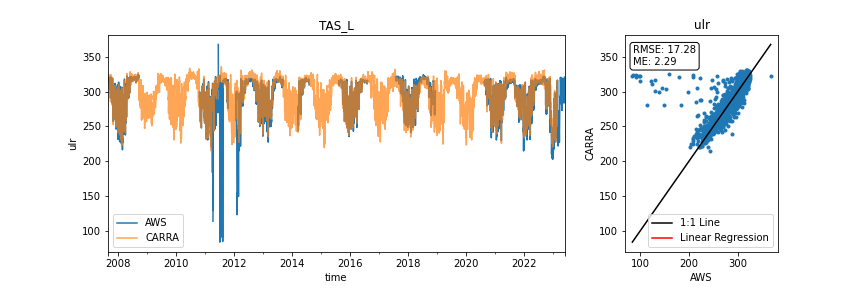 TAS_L
ulr
350
300
250
200
150
100
ulr
AWS
CARRA
2008
2010
2012
2014
2016
2018
2020
2022
time
ulr
RMSE: 17.28
ME: 2.29
350
300
250
200
150
100
CARRA
1:1 Line
Linear Regression
100
200
300
AWS